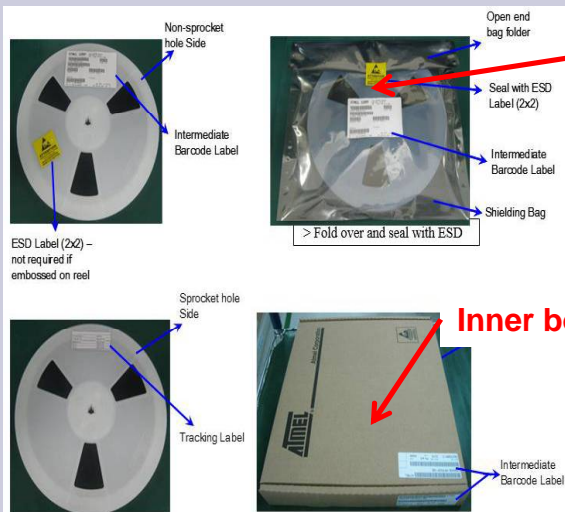 Non-sprocket
hole Side
Intermediate
Barcode Label
ESD Label (2x2) –
not required if
embossed on reel
Open end
bag folder
Seal with ESD
Label (2x2)
Intermediate
Barcode Label
Shielding Bag
> Fold over and seal with ESD
Sprocket hole
Side
Tracking Label
Inner b
Atmel Corporation
ATMEL
Intermediate
Barcode Label